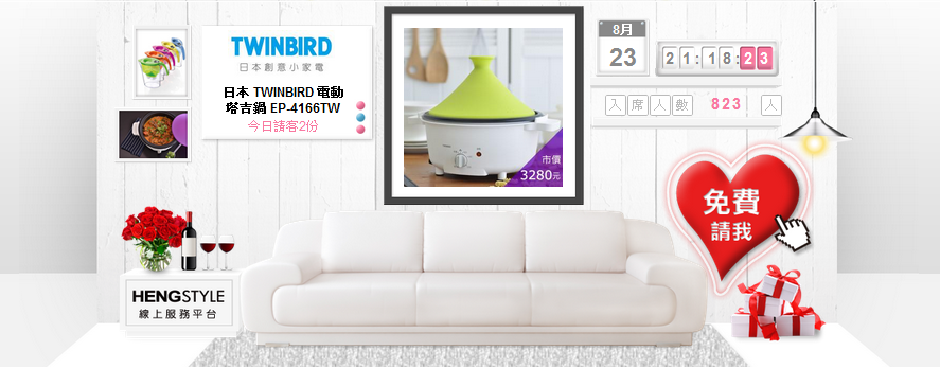 TWINBIRD
日本創意小家電
日本 TWINBIRD 電動
塔吉鍋 EP-4166TW
今日請客2份
市價
3280元
8月
23
21:18:23
入席人數 823 人
免費
請我
HENGSTYLE
線上服務平台